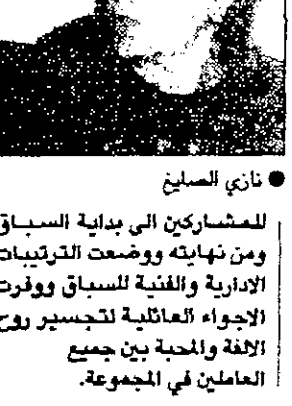 ● نازي الصليغ
للمشاركين الى بداية السباق
ومن نهايته ووضعت الترتيبات
الادارية والفنية للسباق ووفرت
الاجواء العائلية لتجسير روح
الالفة والمحبة بين جميع
العاملين في المجموعة.